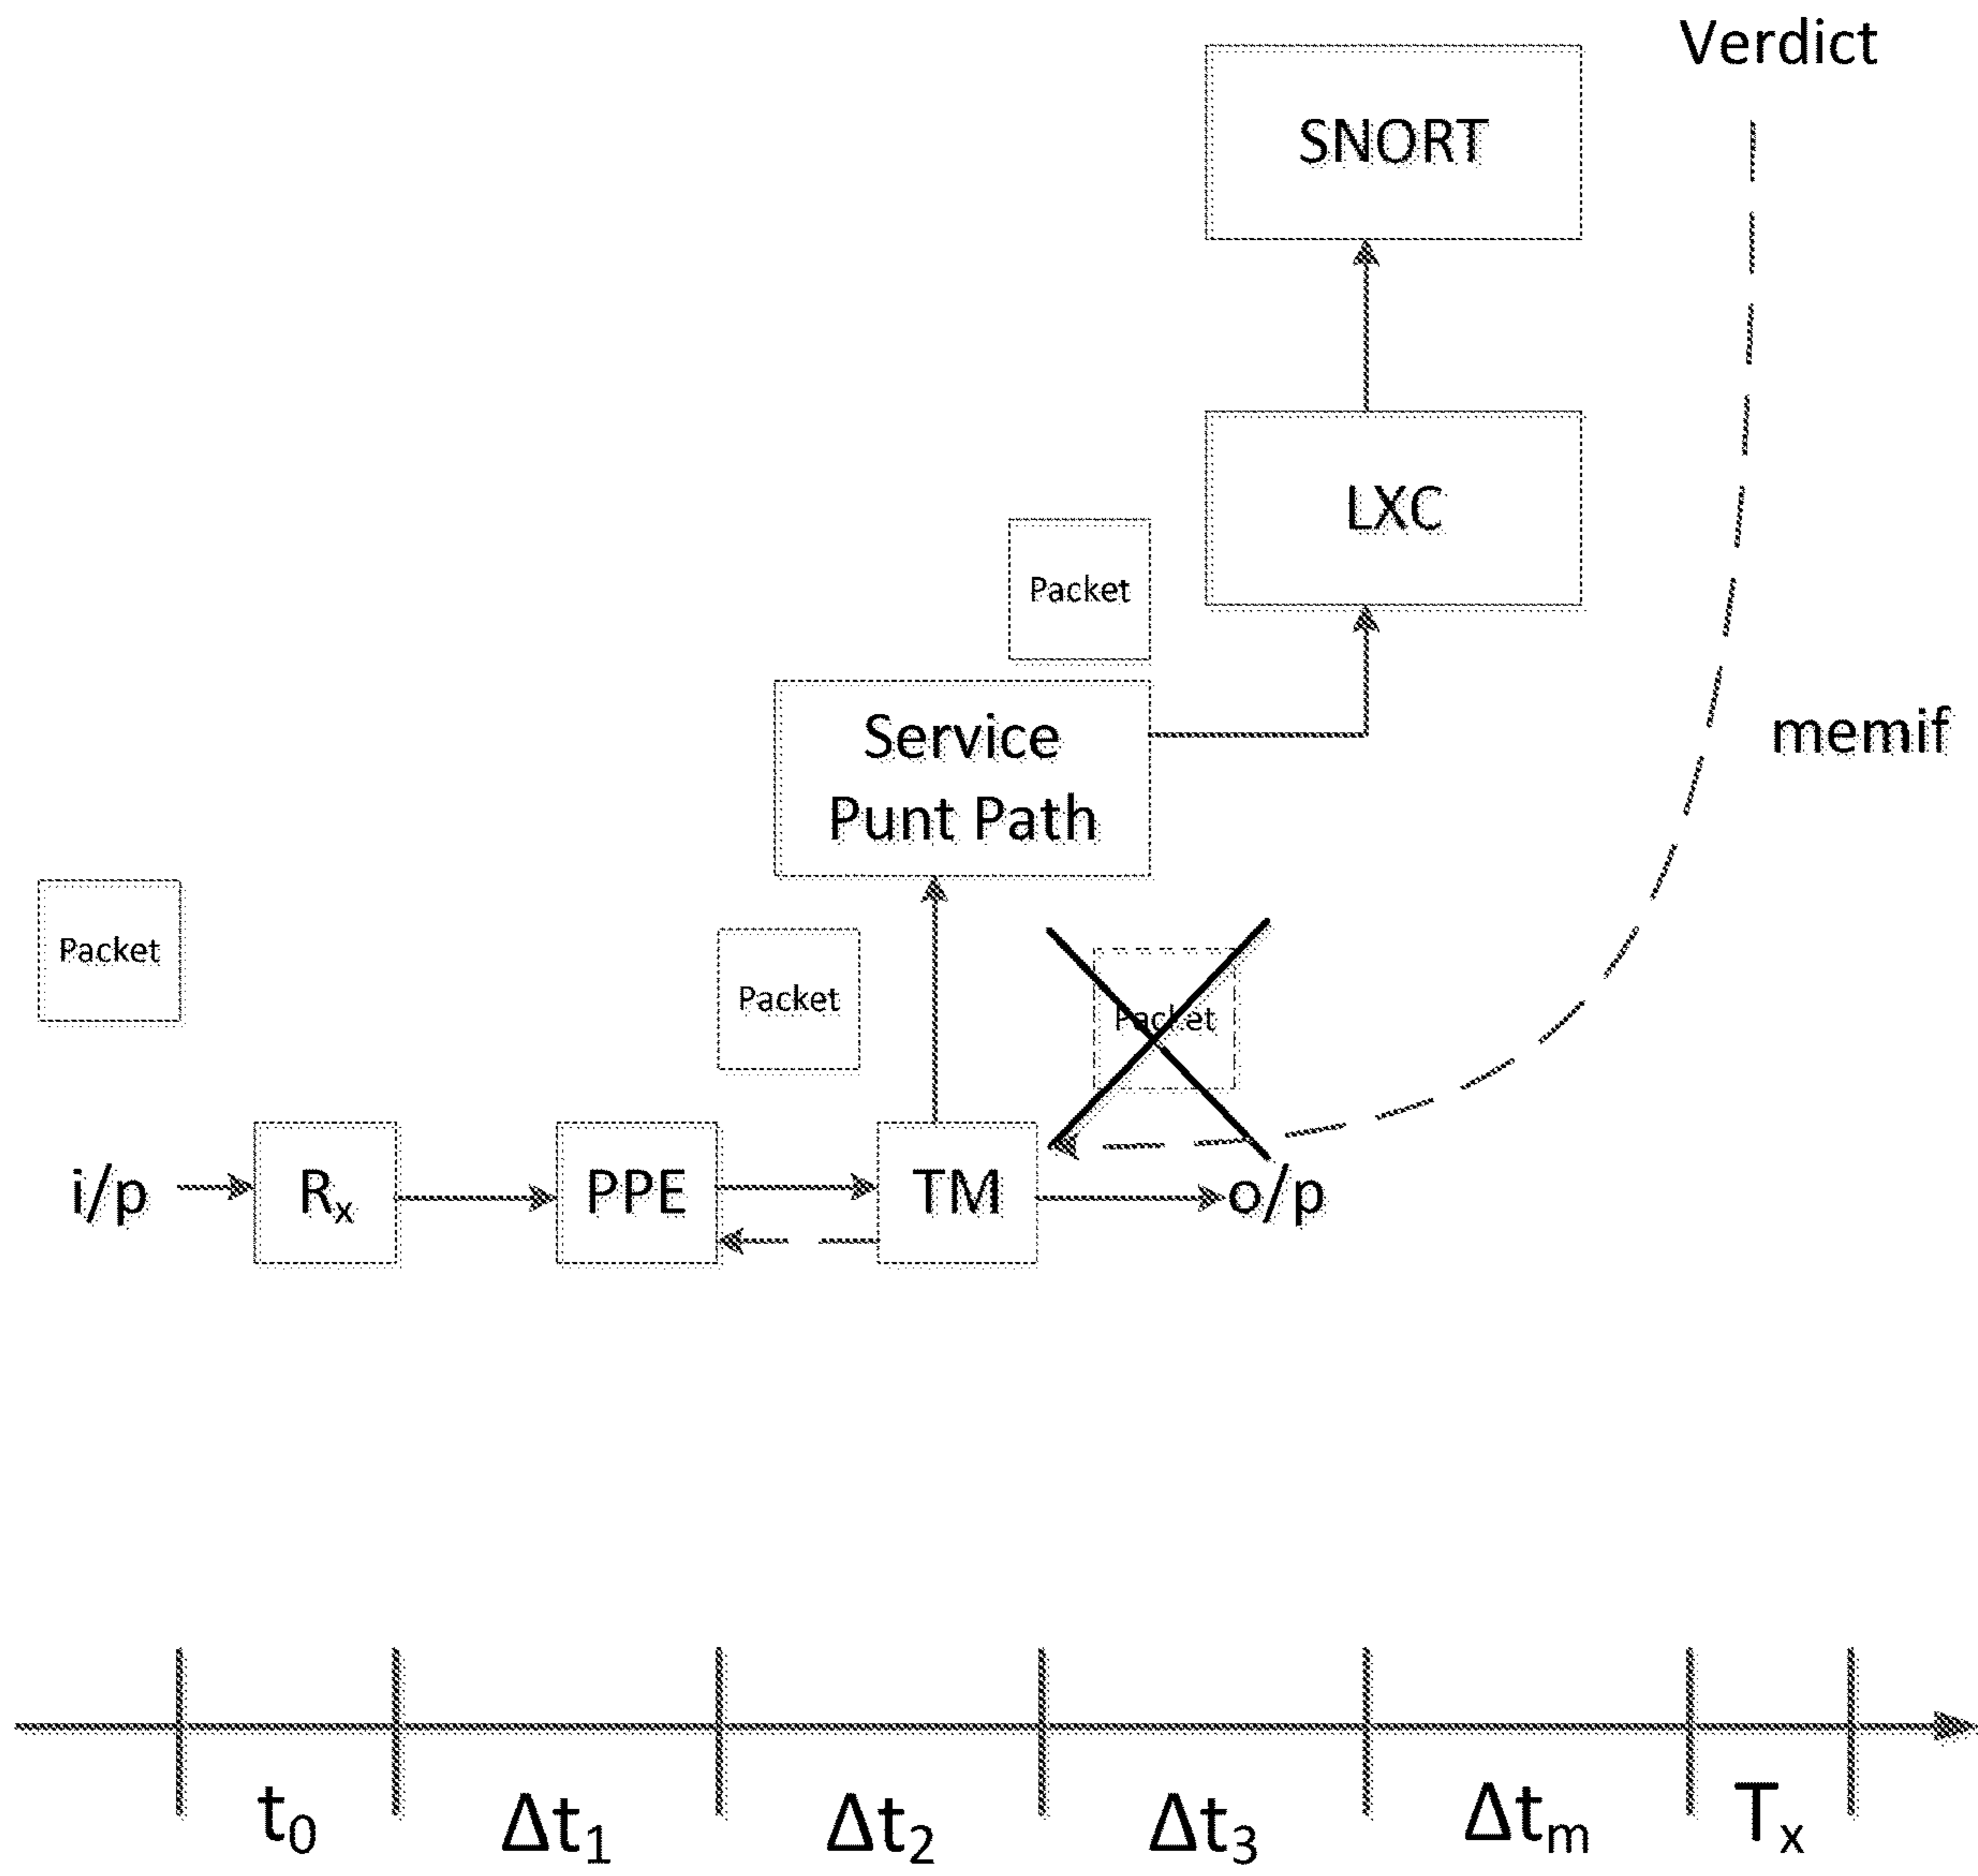 Verdict
SNORT
LXC
Packet
Service
Punt Path
memif
Packet
Packet
Packet
i/p
Rₓ
PPE
TM
o/p
t₀
Δt₁
Δt₂
Δt₃
Δtₘ
Tₓ